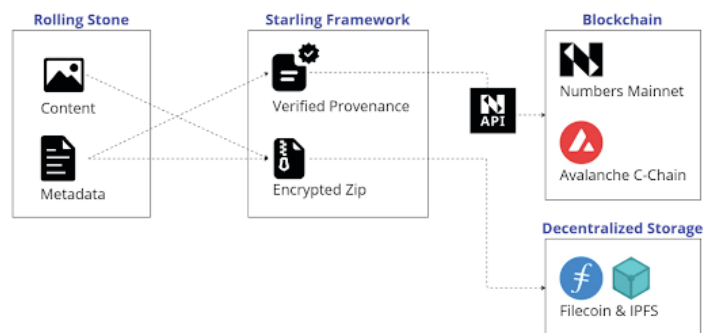 Rolling Stone
Content
Metadata
Starling Framework
Verified Provenance
Encrypted Zip
N
API
Blockchain
Numbers Mainnet
Avalanche C-Chain
Decentralized Storage
Filecoin & IPFS